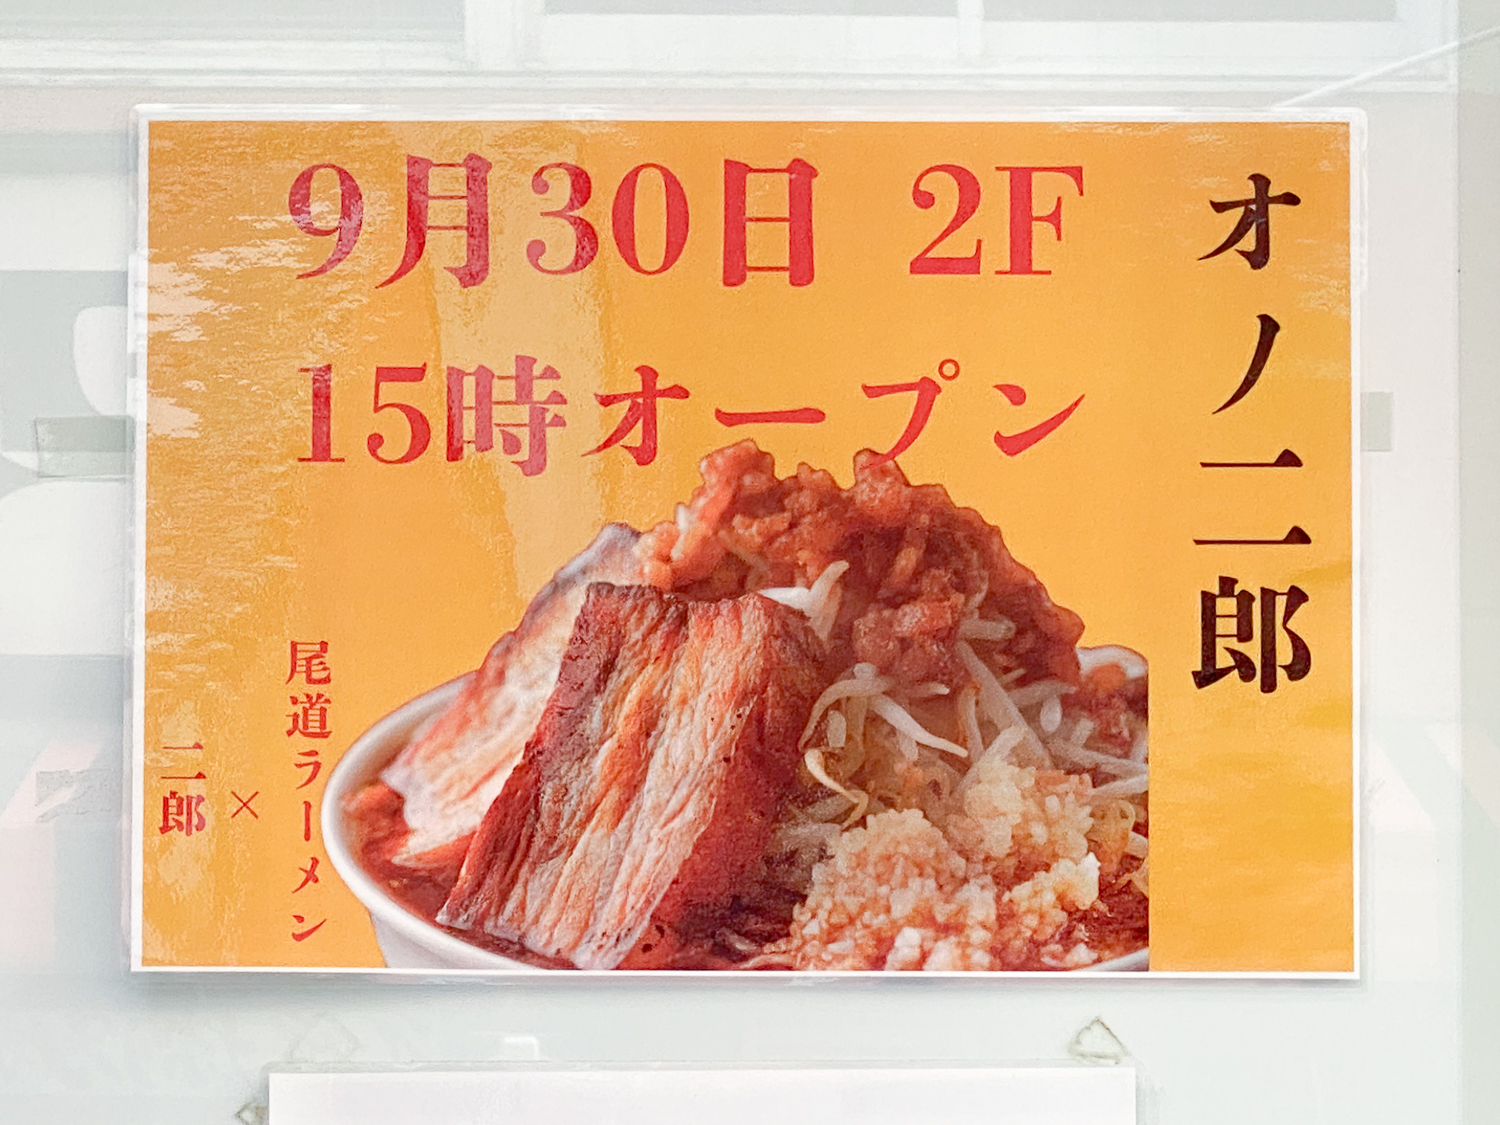 オノ二郎
9月30日 2F
15時オープン
尾道ラーメン
×
二郎